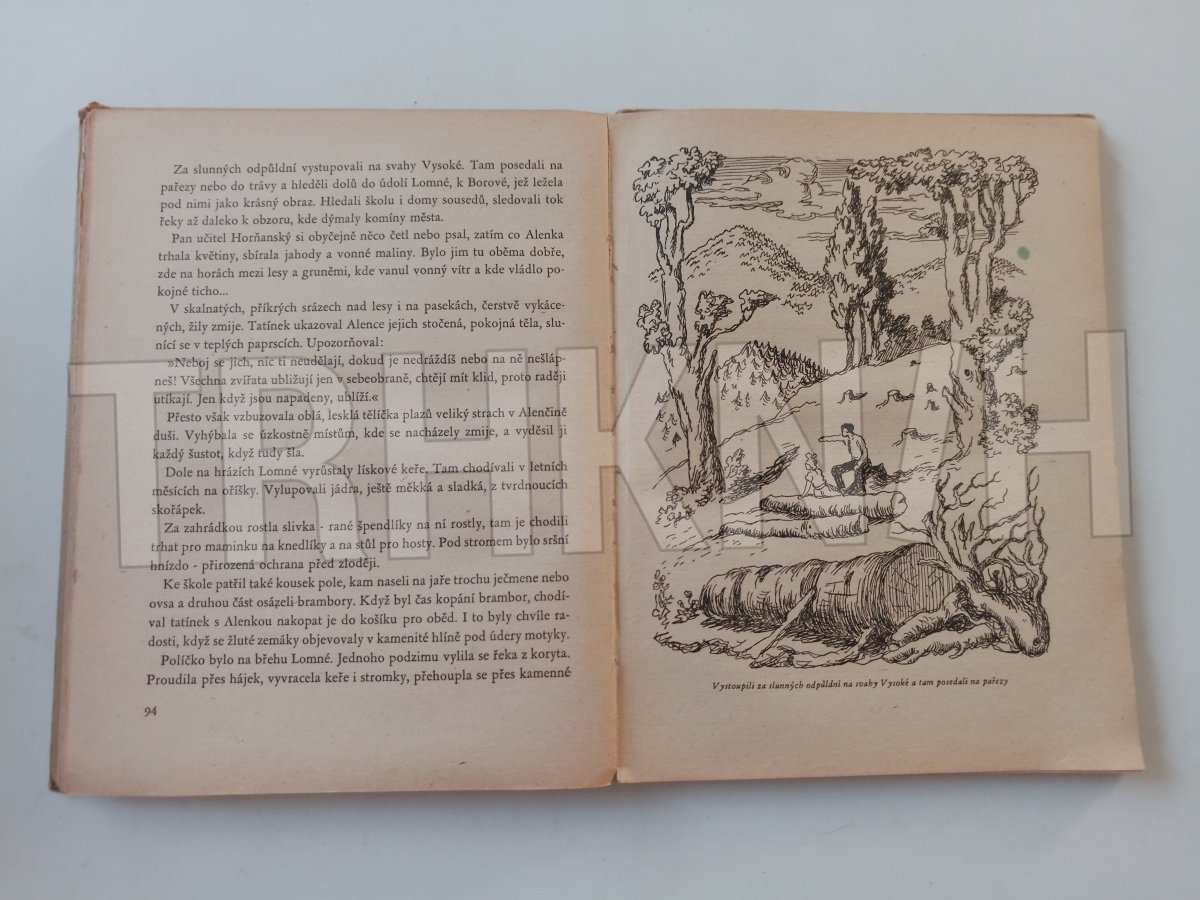 Za slunných odpůldní vystupovali na svahy Vysoké. Tam posedali na
pařezy nebo do trávy a hleděli dolů do údolí Lomné, k Borové, jež ležela
pod nimi jako krásný obraz. Hledali školu i domy sousedů, sledovali tok
řeky až daleko k obzoru, kde dýmaly komíny města.
Pan učitel Horňanský si obyčejně něco četl nebo psal, zatím co Alenka
trhala květiny, sbírala jahody a vonné maliny. Bylo jim tu oběma dobře,
zde na horách mezi lesy a gruněmi, kde vanul vonný vítr a kde vládlo po-
kojné ticho...
V skalnatých, příkrých srázech nad lesy i na pasekách, čerstvě vykáce-
ných, žily zmije. Tatínek ukazoval Alence jejich stočená, pokojná těla, slu-
nící se v teplých paprscích. Upozorňoval:
»Neboj se jich, nic ti neudělají, dokud je nedráždíš nebo na ně nešláp-
neš! Všechna zvířata ubližují jen v sebeobraně, chtějí mít klid, proto raději
utíkají. Jen když jsou napadeny, ublíží.«
Přesto však vzbuzovala oblá, lesklá tělíčka plazů veliký strach v Alenčině
duši. Vyhýbala se úzkostně místům, kde se nacházely zmije, a vyděsil ji
každý šustot, když tudy šla.
Dole na hrázích Lomné vyrůstaly lískové keře. Tam chodívali v letních
měsících na oříšky. Vylupovali jádra, ještě měkká a sladká, z tvrdnoucích
skořápek.
Za zahrádkou rostla slivka - rané špendlíky na ní rostly, tam je chodili
trhat pro maminku na knedlíky a na stůl pro hosty. Pod stromem bylo sršní
hnízdo - přirozená ochrana před zloději.
Ke škole patřil také kousek pole, kam naseli na jaře trochu ječmene nebo
ovsa a druhou část osázeli brambory. Když byl čas kopání brambor, chodí-
val tatínek s Alenkou nakopat je do košíku pro oběd. I to byly chvíle ra-
dosti, když se žluté zemáky objevovaly v kamenité hlíně pod údery motyky.
Políčko bylo na břehu Lomné. Jednoho podzimu vylila se řeka z koryta.
Proudila přes hájek, vyvracela keře i stromky, přehoupla se přes kamenné
94
Vystoupili za slunných odpůldní na svahy Vysoké a tam posedali na pařezy
TRHKNIH